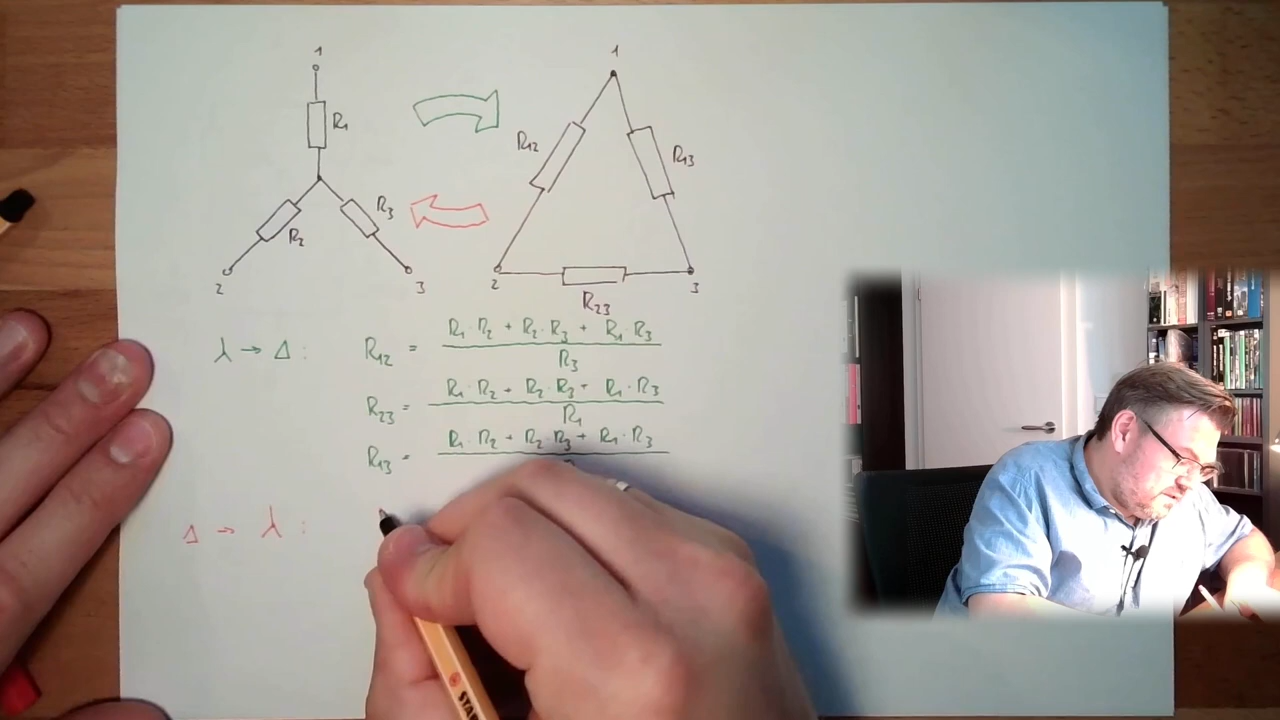 1
1
R1
R12
R13
R2
R3
2
3
2
3
R23
λ → Δ : R12 = R1 · R2 + R2 · R3 + R1 · R3 / R3
R23 = R1 · R2 + R2 · R3 + R1 · R3 / R1
R13 = R1 · R2 + R2 · R3 + R1 · R3
Δ → ⅄ :
STAB